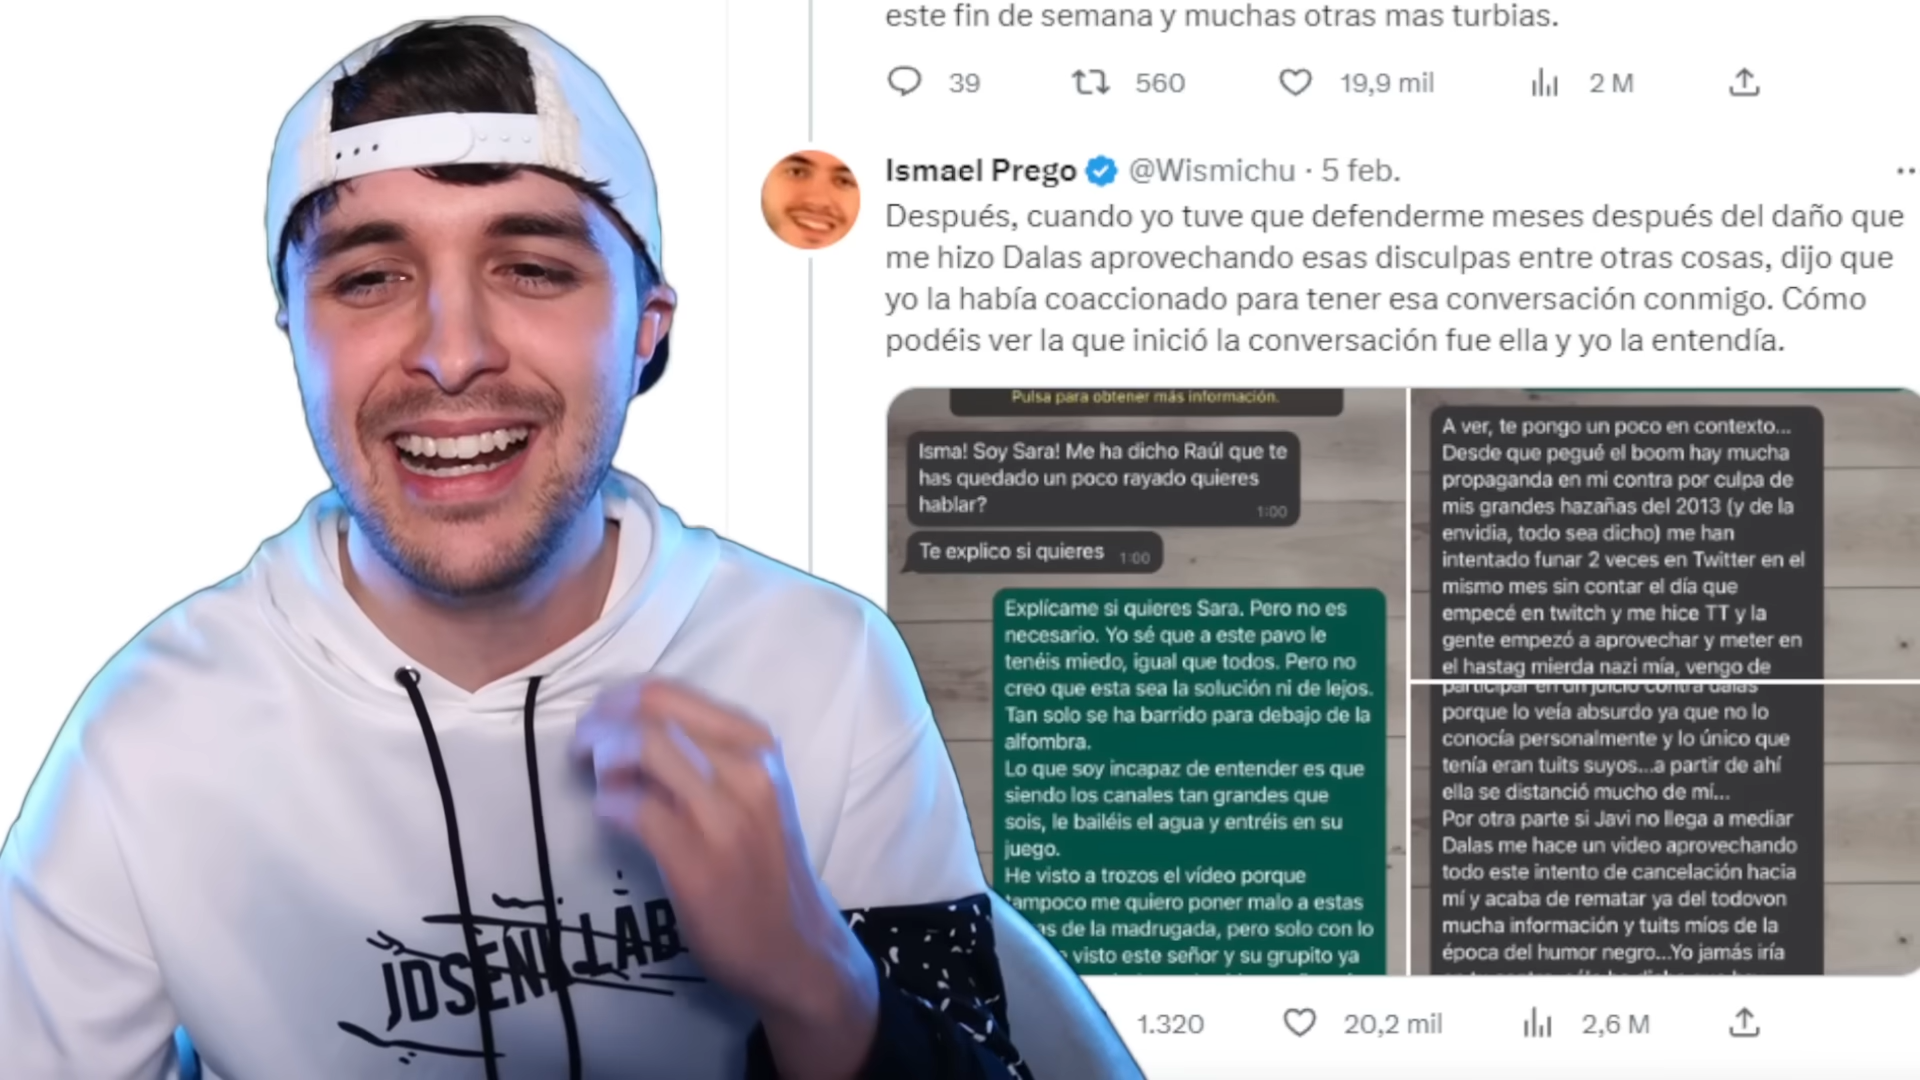 este fin de semana y muchas otras mas turbias.
39 560 19,9 mil 2 M
Ismael Prego @Wismichu · 5 feb.
Después, cuando yo tuve que defenderme meses después del daño que
me hizo Dalas aprovechando esas disculpas entre otras cosas, dijo que
yo la había coaccionado para tener esa conversación conmigo. Cómo
podéis ver la que inició la conversación fue ella y yo la entendía.
Pulsa para obtener más información.
Isma! Soy Sara! Me ha dicho Raúl que te
has quedado un poco rayado quieres
hablar?
1:00
Te explico si quieres 1:00
Explícame si quieres Sara. Pero no es
necesario. Yo sé que a este pavo le
tenéis miedo, igual que todos. Pero no
creo que esta sea la solución ni de lejos.
Tan solo se ha barrido para debajo de la
alfombra.
Lo que soy incapaz de entender es que
siendo los canales tan grandes que
sois, le bailéis el agua y entréis en su
juego.
He visto a trozos el vídeo porque
tampoco me quiero poner malo a estas
de la madrugada, pero solo con lo
visto este señor y su grupito ya
A ver, te pongo un poco en contexto...
Desde que pegué el boom hay mucha
propaganda en mi contra por culpa de
mis grandes hazañas del 2013 (y de la
envidia, todo sea dicho) me han
intentado funar 2 veces en Twitter en el
mismo mes sin contar el día que
empecé en twitch y me hice TT y la
gente empezó a aprovechar y meter en
el hastag mierda nazi mía, vengo de
participar en un juicio contra dalas
porque lo veía absurdo ya que no lo
conocía personalmente y lo único que
tenía eran tuits suyos...a partir de ahí
ella se distanció mucho de mí...
Por otra parte si Javi no llega a mediar
Dalas me hace un video aprovechando
todo este intento de cancelación hacia
mí y acaba de rematar ya del todovon
mucha información y tuits míos de la
época del humor negro...Yo jamás iría
1.320 20,2 mil 2,6 M
JDSENN LAB